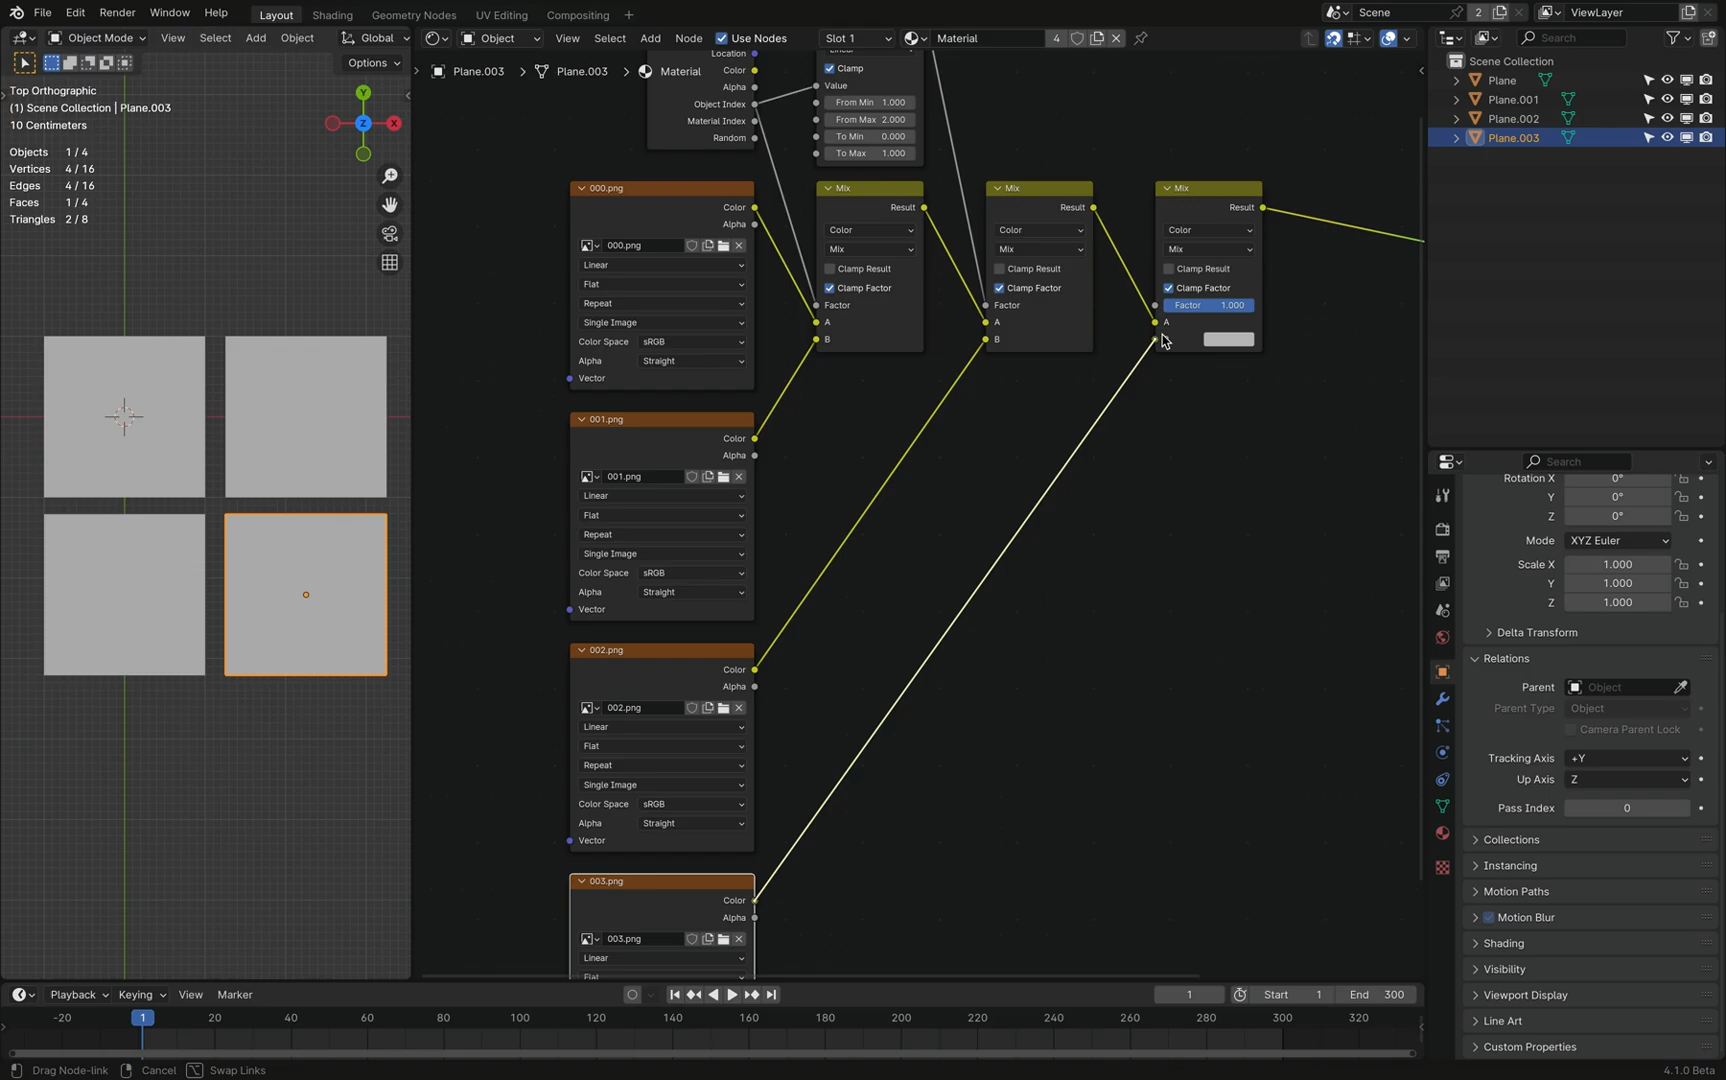 File Edit Render Window Help Layout Shading Geometry Nodes UV Editing Compositing + Scene 2 ViewLayer
Object Mode View Select Add Object Global Object View Select Add Node Use Nodes Slot 1 Material 4 Search
Options
Plane.003 > Plane.003 > Material
Top Orthographic
(1) Scene Collection | Plane.003
10 Centimeters
Objects 1/4
Vertices 4/16
Edges 4/16
Faces 1/4
Triangles 2/8
Y
Z
X
Location
Color
Alpha
Object Index
Material Index
Random
Clamp
Value
From Min 1.000
From Max 2.000
To Min 0.000
To Max 1.000
000.png
Color
Alpha
000.png
Linear
Flat
Repeat
Single Image
Color Space sRGB
Alpha Straight
Vector
001.png
Color
Alpha
001.png
Linear
Flat
Repeat
Single Image
Color Space sRGB
Alpha Straight
Vector
002.png
Color
Alpha
002.png
Linear
Flat
Repeat
Single Image
Color Space sRGB
Alpha Straight
Vector
003.png
Color
Alpha
003.png
Linear
Flat
Mix
Result
Color
Mix
Clamp Result
Clamp Factor
Factor
A
B
Mix
Result
Color
Mix
Clamp Result
Clamp Factor
Factor
A
B
Mix
Result
Color
Mix
Clamp Result
Clamp Factor
Factor 1.000
A
Scene Collection
Plane
Plane.001
Plane.002
Plane.003
Search
Rotation X 0°
Y 0°
Z 0°
Mode XYZ Euler
Scale X 1.000
Y 1.000
Z 1.000
Delta Transform
Relations
Parent Object
Parent Type Object
Camera Parent Lock
Tracking Axis +Y
Up Axis Z
Pass Index 0
Collections
Instancing
Motion Paths
Motion Blur
Shading
Visibility
Viewport Display
Line Art
Custom Properties
Playback Keying View Marker 1 Start 1 End 300
-20 1 20 40 60 80 100 120 140 160 180 200 220 240 260 280 300 320
Drag Node-link Cancel Swap Links 4.1.0 Beta